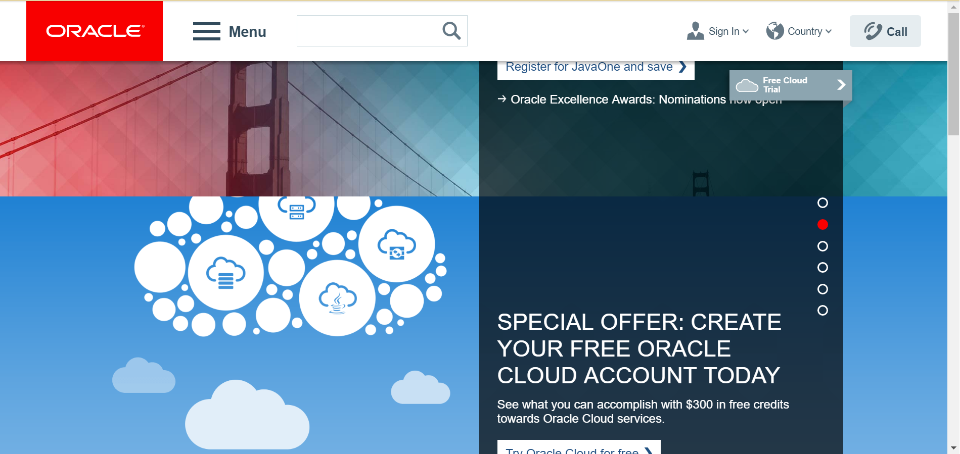 ORACLE®
Menu
Sign In
Country
Call
Register for JavaOne and save
Free Cloud
Trial
Oracle Excellence Awards: Nominations now open
SPECIAL OFFER: CREATE
YOUR FREE ORACLE
CLOUD ACCOUNT TODAY
See what you can accomplish with $300 in free credits
towards Oracle Cloud services.
Try Oracle Cloud for free